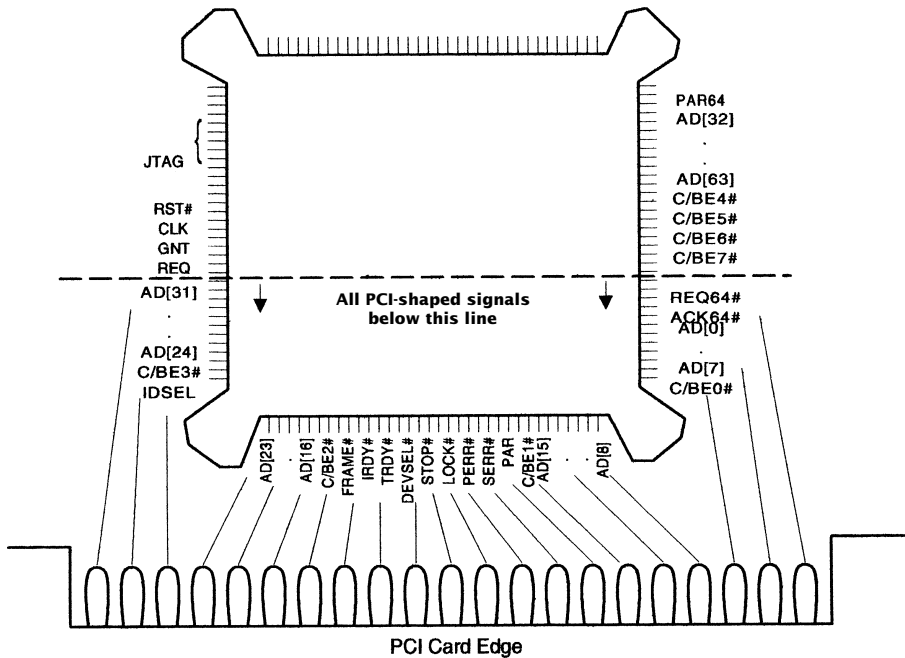 PAR64
AD[32]
.
.
AD[63]
C/BE4#
C/BE5#
C/BE6#
C/BE7#
JTAG
RST#
CLK
GNT
REQ
AD[31]
.
.
AD[24]
C/BE3#
IDSEL
All PCI-shaped signals
below this line
REQ64#
ACK64#
AD[0]
.
AD[7]
C/BE0#
AD[23]
.
AD[16]
C/BE2#
FRAME#
IRDY#
TRDY#
DEVSEL#
STOP#
LOCK#
PERR#
SERR#
PAR
C/BE1#
AD[15]
.
.
AD[8]
PCI Card Edge